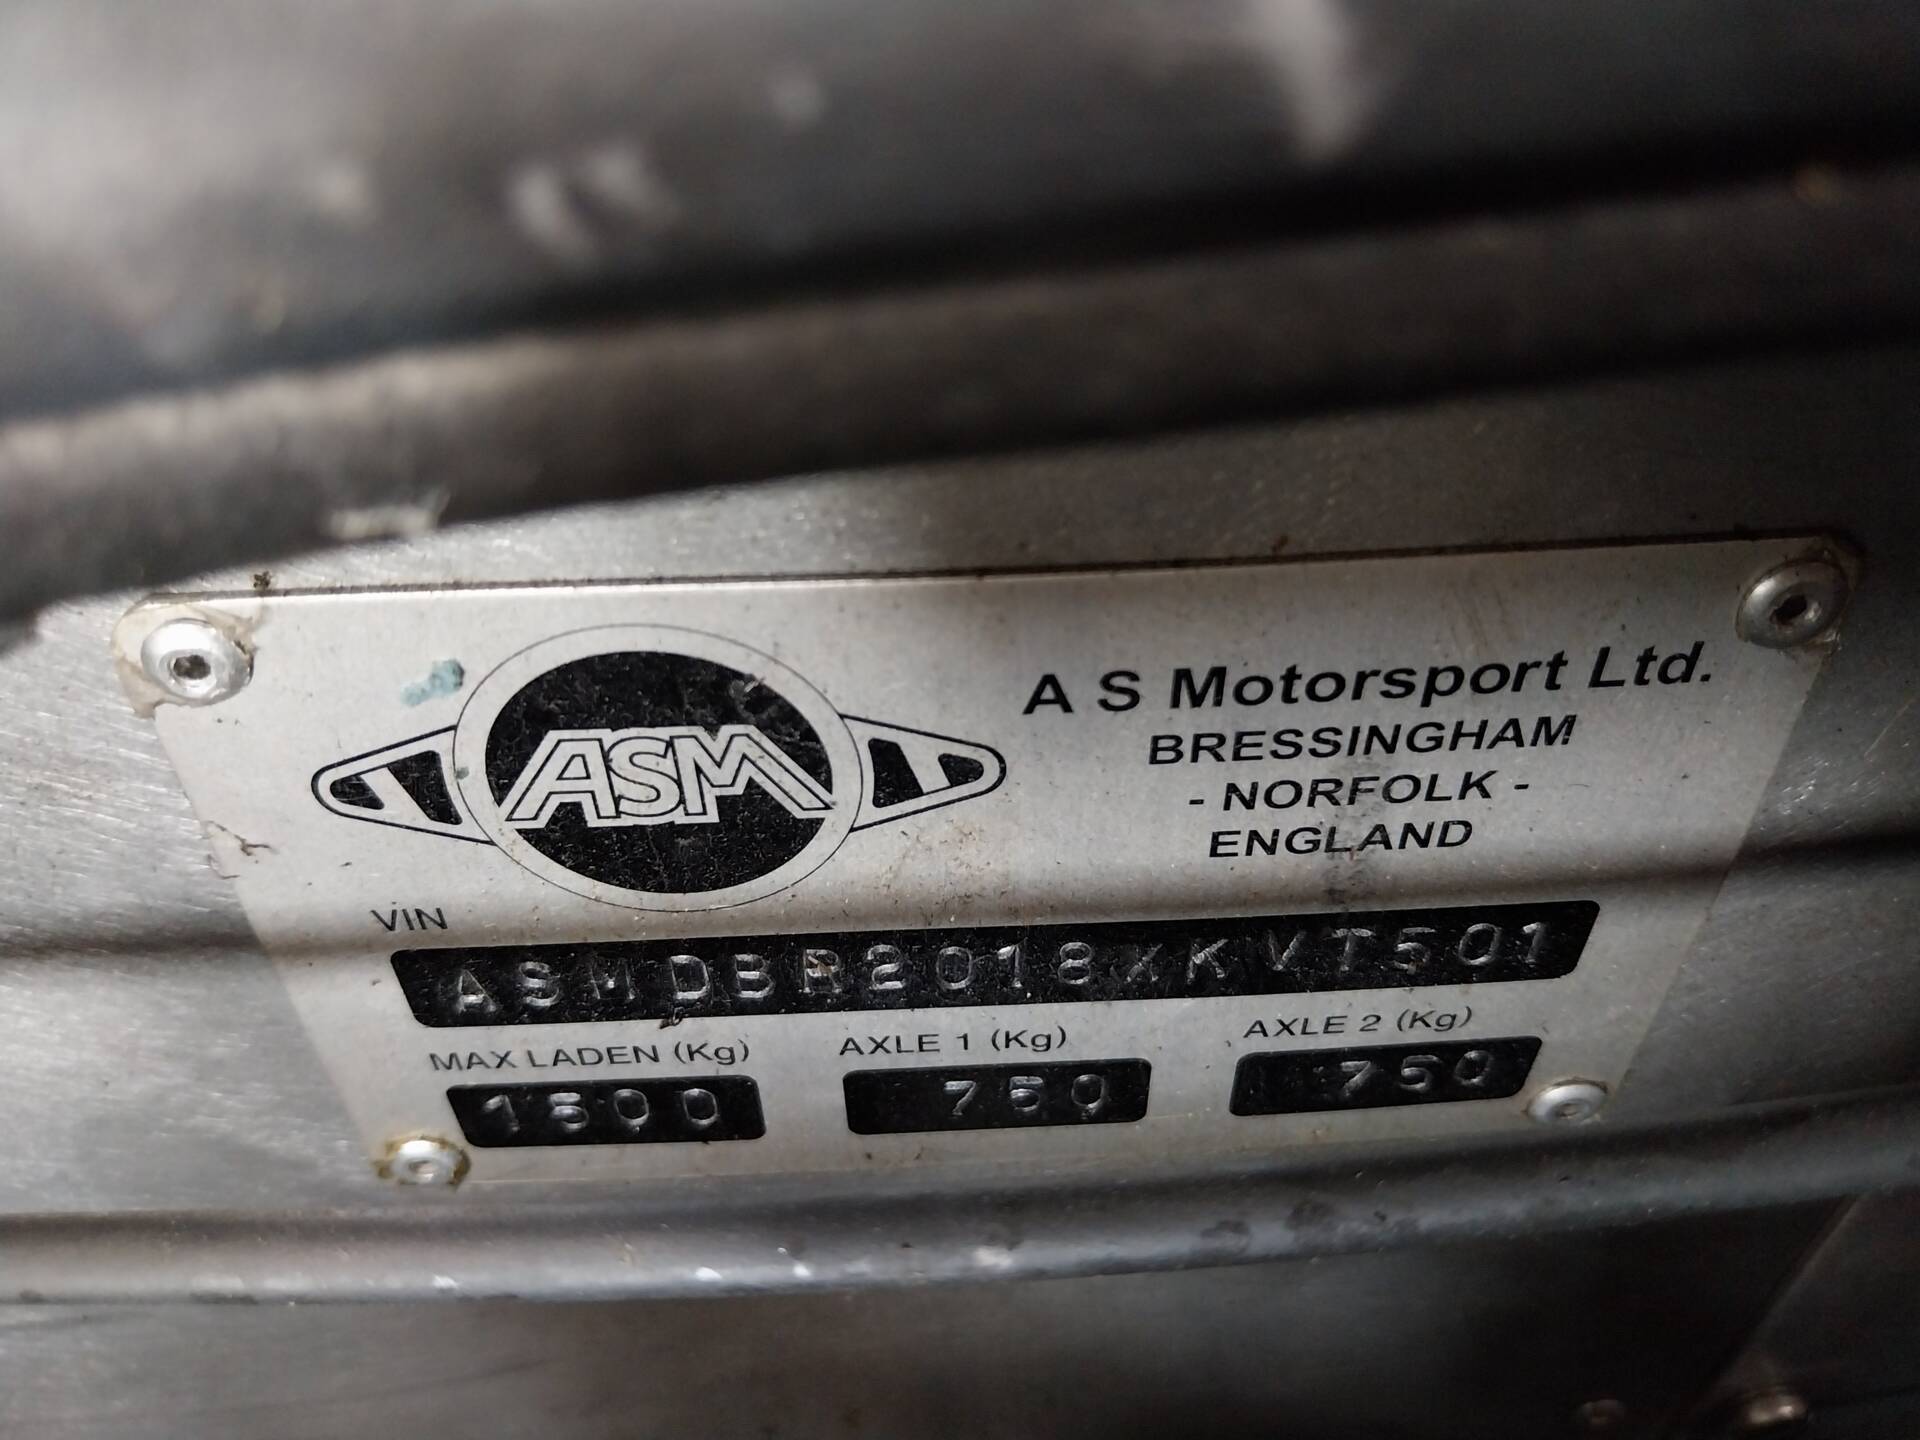 ASM
A S Motorsport Ltd.
BRESSINGHAM
- NORFOLK -
ENGLAND
VIN
ASMDBR2018xKVT501
MAX LADEN (Kg)
AXLE 1 (Kg)
AXLE 2 (Kg)
1500
750
750